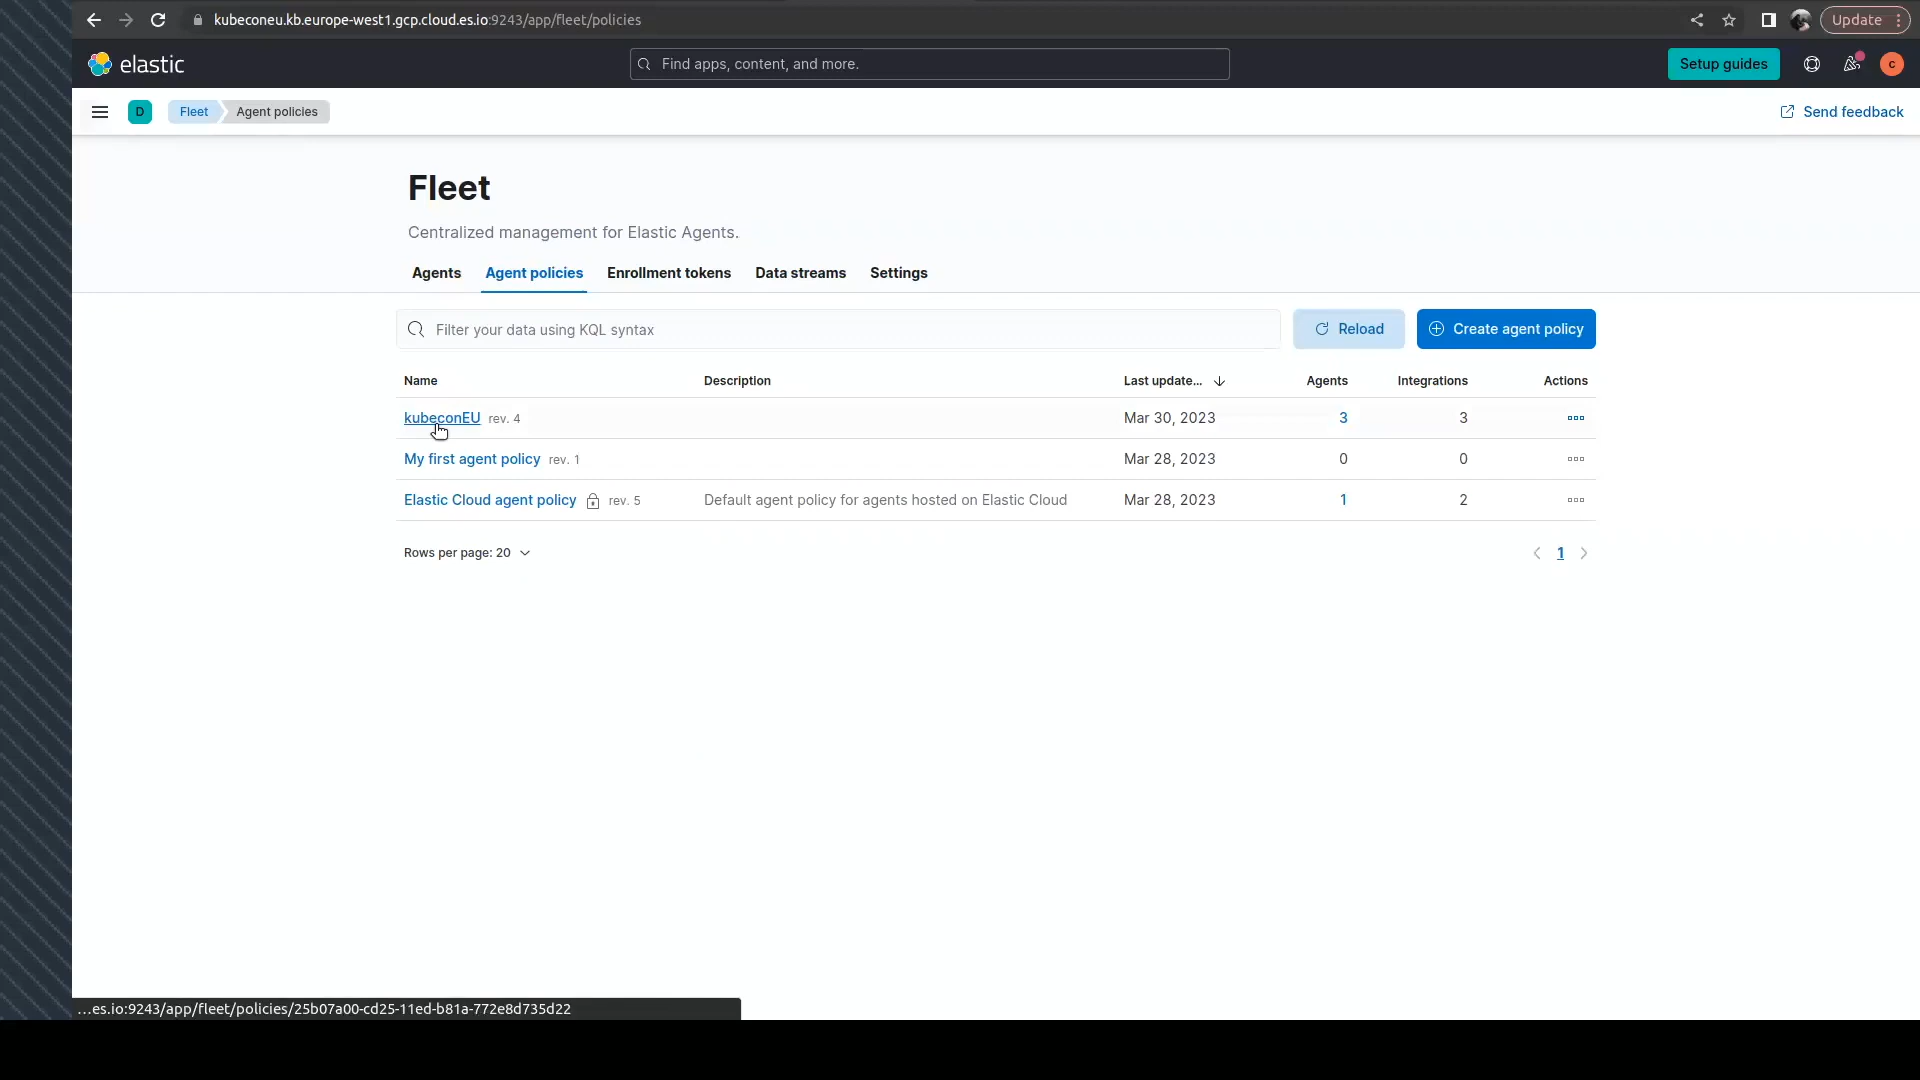 kubeconeu.kb.europe-west1.gcp.cloud.es.io:9243/app/fleet/policies
Update
elastic
Find apps, content, and more.
Setup guides
c
D
Fleet
Agent policies
Send feedback
Fleet
Centralized management for Elastic Agents.
Agents Agent policies Enrollment tokens Data streams Settings
Filter your data using KQL syntax
Reload
Create agent policy
Name Description Last update... Agents Integrations Actions
kubeconEU rev. 4 Mar 30, 2023 3 3
My first agent policy rev. 1 Mar 28, 2023 0 0
Elastic Cloud agent policy rev. 5 Default agent policy for agents hosted on Elastic Cloud Mar 28, 2023 1 2
Rows per page: 20
1
...es.io:9243/app/fleet/policies/25b07a00-cd25-11ed-b81a-772e8d735d22